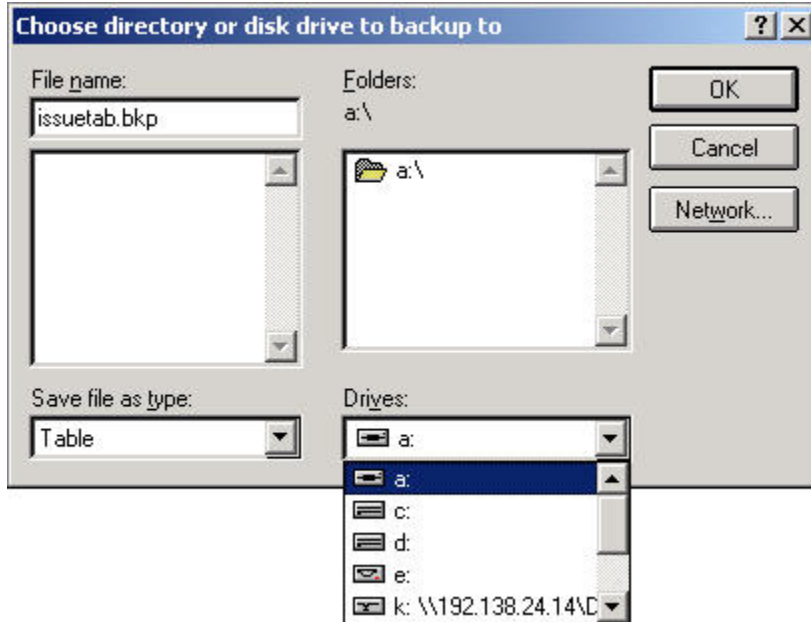 Choose directory or disk drive to backup to
File name:
issuetab.bkp
Folders:
a:\
a:\
OK
Cancel
Network...
Save file as type:
Table
Drives:
a:
a:
c:
d:
e:
k: \\192.138.24.14\D